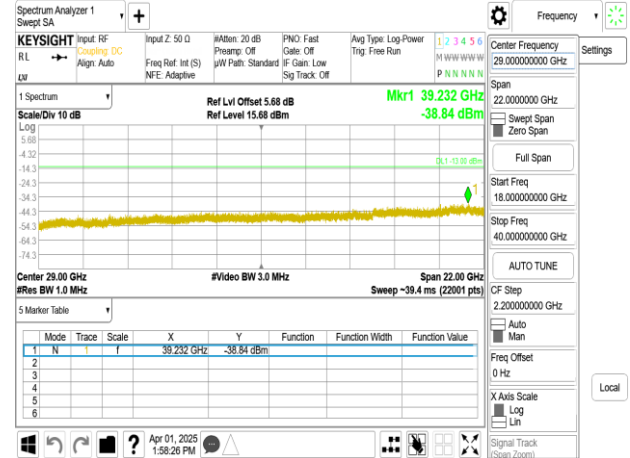 Spectrum Analyzer 1
Swept SA
Frequency
KEYSIGHT Input: RF Input Z: 50 Ω #Atten: 20 dB PNO: Fast Avg Type: Log-Power 1 2 3 4 5 6
RL Coupling: DC Preamp: Off Gate: Off Trig: Free Run M W W W W W
Align: Auto Freq Ref: Int (S) µW Path: Standard IF Gain: Low
NFE: Adaptive Sig Track: Off P N N N N N
LXI
1 Spectrum
Scale/Div 10 dB
Ref Lvl Offset 5.68 dB
Ref Level 15.68 dBm
Mkr1 39.232 GHz
-38.84 dBm
Log
5.68
-4.32
-14.3
-24.3
-34.3
-44.3
-54.3
-64.3
-74.3
DL1 -13.00 dBm
1
Center 29.00 GHz #Video BW 3.0 MHz Span 22.00 GHz
#Res BW 1.0 MHz Sweep ~39.4 ms (22001 pts)
5 Marker Table
Mode Trace Scale X Y Function Function Width Function Value
1 N 1 f 39.232 GHz -38.84 dBm
2
3
4
5
6
?
Apr 01, 2025
1:58:26 PM
Center Frequency
29.000000000 GHz
Span
22.0000000 GHz
Swept Span
Zero Span
Full Span
Start Freq
18.000000000 GHz
Stop Freq
40.000000000 GHz
AUTO TUNE
CF Step
2.200000000 GHz
Auto
Man
Freq Offset
0 Hz
X Axis Scale
Log
Lin
Signal Track
(Span Zoom)
Settings
Local